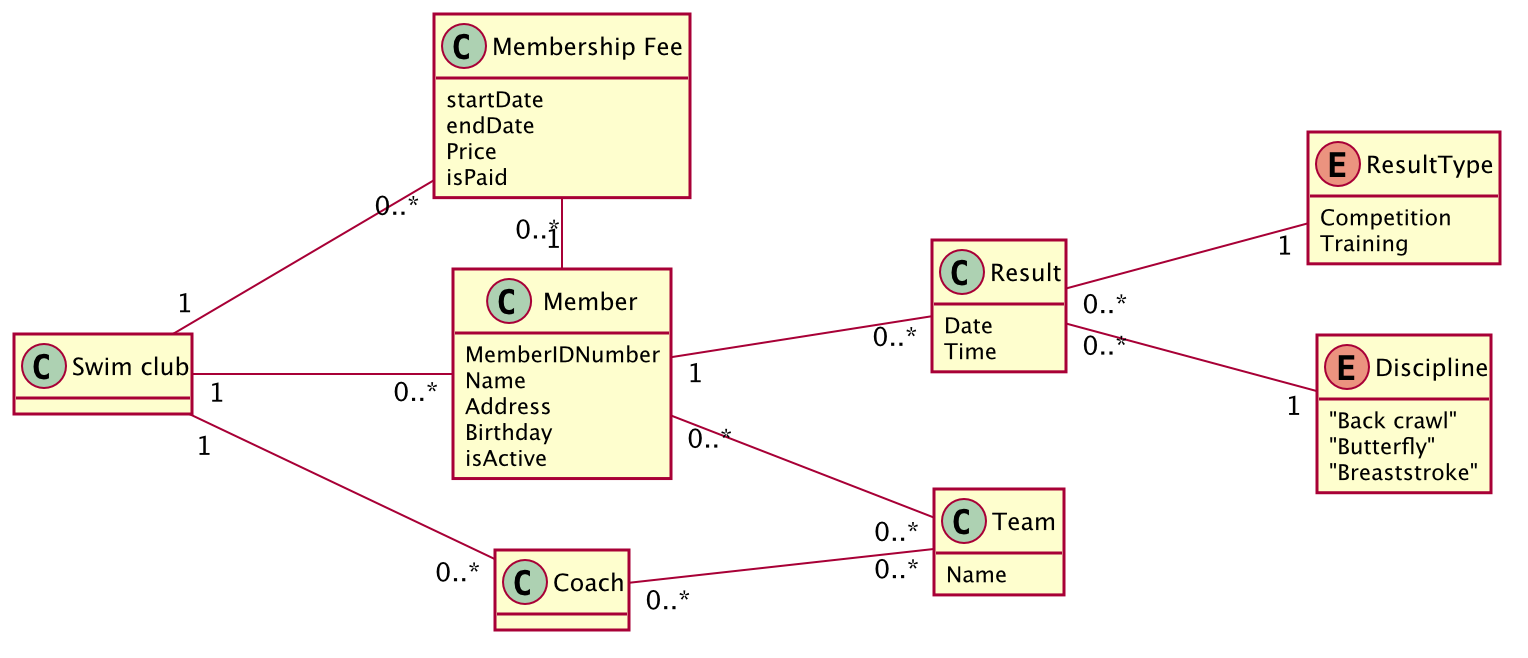 C Membership Fee
startDate
endDate
Price
isPaid
0..*
1
0..*
1
C Swim club
1
0..*
1
0..*
C Member
MemberIDNumber
Name
Address
Birthday
isActive
1
0..*
0..*
0..*
C Coach
0..*
0..*
C Result
Date
Time
0..*
1
0..*
1
C Team
Name
E ResultType
Competition
Training
E Discipline
"Back crawl"
"Butterfly"
"Breaststroke"